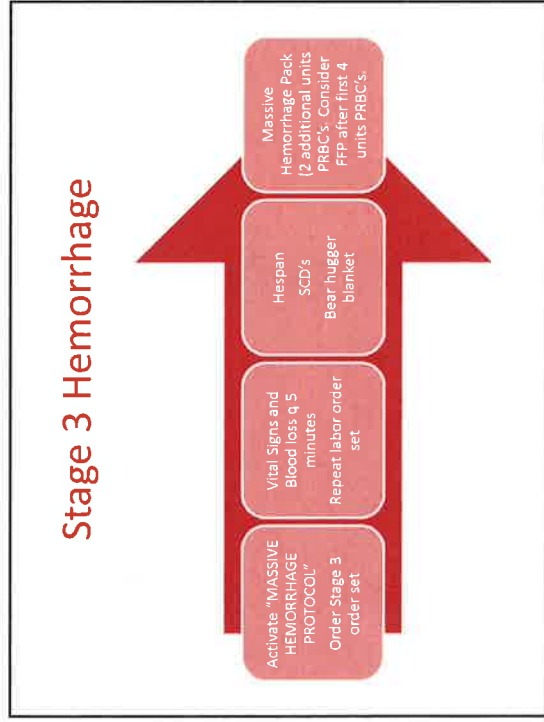 Stage 3 Hemorrhage
Activate "MASSIVE
HEMORRHAGE
PROTOCOL"
Order Stage 3
order set
Vital Signs and
Blood loss q 5
minutes
Repeat labor order
set
Hespan
SCD's
Bear hugger
blanket
Massive
Hemorrhage Pack
(2 additional units
PRBC's. Consider
FFP after first 4
units PRBC's.